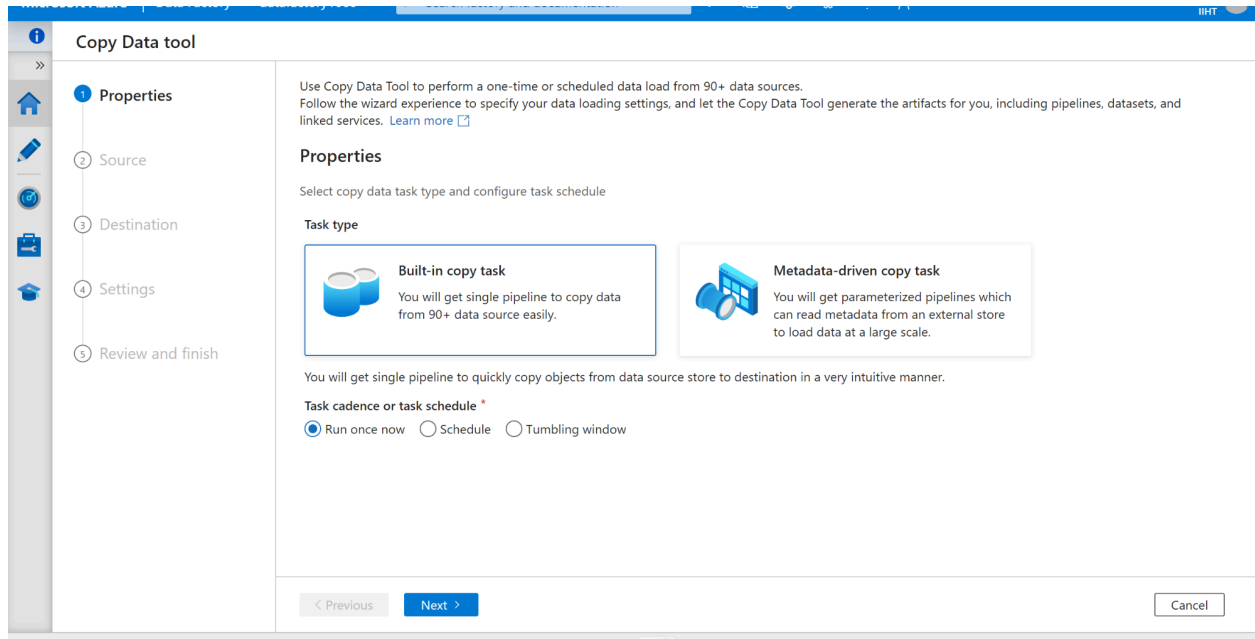 Copy Data tool
IIHT
1 Properties
2 Source
3 Destination
4 Settings
5 Review and finish
Use Copy Data Tool to perform a one-time or scheduled data load from 90+ data sources.
Follow the wizard experience to specify your data loading settings, and let the Copy Data Tool generate the artifacts for you, including pipelines, datasets, and
linked services. Learn more
Properties
Select copy data task type and configure task schedule
Task type
Built-in copy task
You will get single pipeline to copy data
from 90+ data source easily.
Metadata-driven copy task
You will get parameterized pipelines which
can read metadata from an external store
to load data at a large scale.
You will get single pipeline to quickly copy objects from data source store to destination in a very intuitive manner.
Task cadence or task schedule *
Run once now Schedule Tumbling window
< Previous Next > Cancel